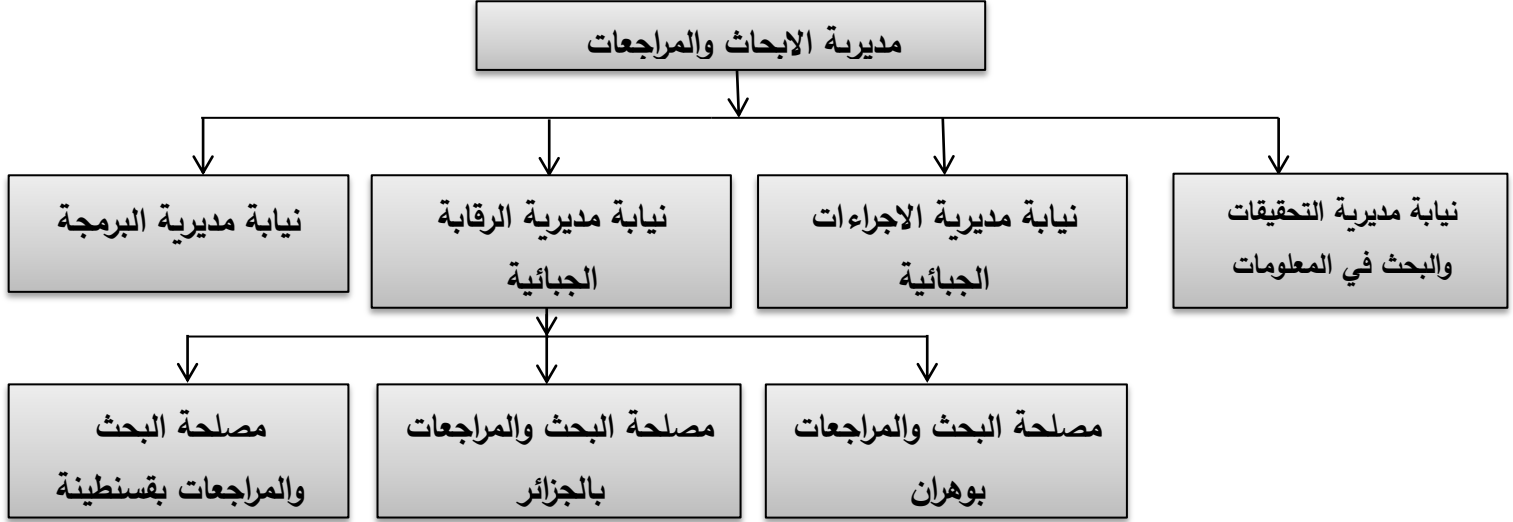 مديرية الابحاث والمراجعات
نيابة مديرية التحقيقات
والبحث في المعلومات
نيابة مديرية الاجراءات
الجبائية
نيابة مديرية الرقابة
الجبائية
نيابة مديرية البرمجة
مصلحة البحث والمراجعات
بوهران
مصلحة البحث والمراجعات
بالجزائر
مصلحة البحث
والمراجعات بقسنطينة